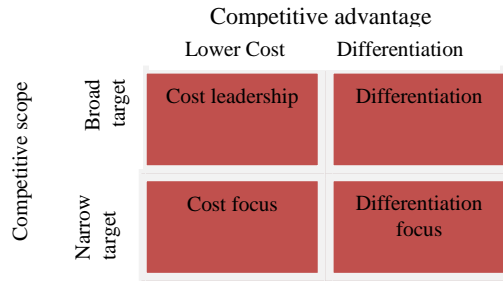 Competitive advantage
Lower Cost
Differentiation
Competitive scope
Broad
target
Cost leadership
Differentiation
Narrow
target
Cost focus
Differentiation
focus